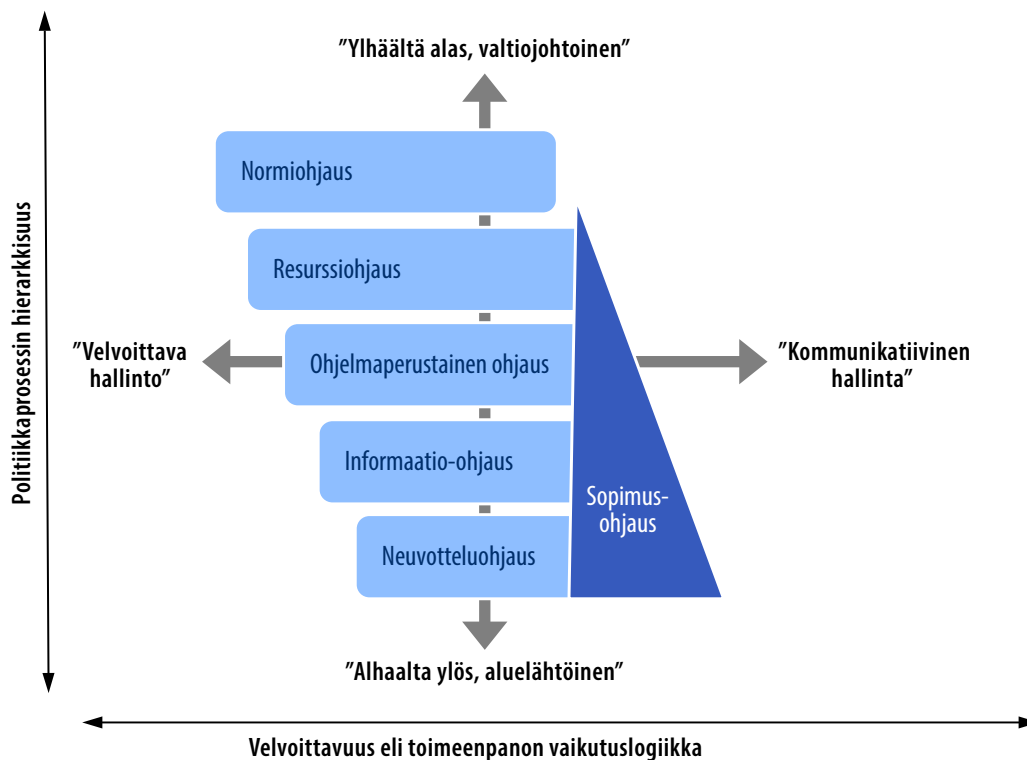 ”Ylhäältä alas, valtiojohtoinen”
Normiohjaus
Resurssiohjaus
Politiikkaprosessin hierarkkisuus
”Velvoittava
hallinto”
Ohjelmaperustainen ohjaus
”Kommunikatiivinen
hallinta”
Informaatio-ohjaus
Sopimus-
ohjaus
Neuvotteluohjaus
”Alhaalta ylös, aluelähtöinen”
Velvoittavuus eli toimeenpanon vaikutuslogiikka